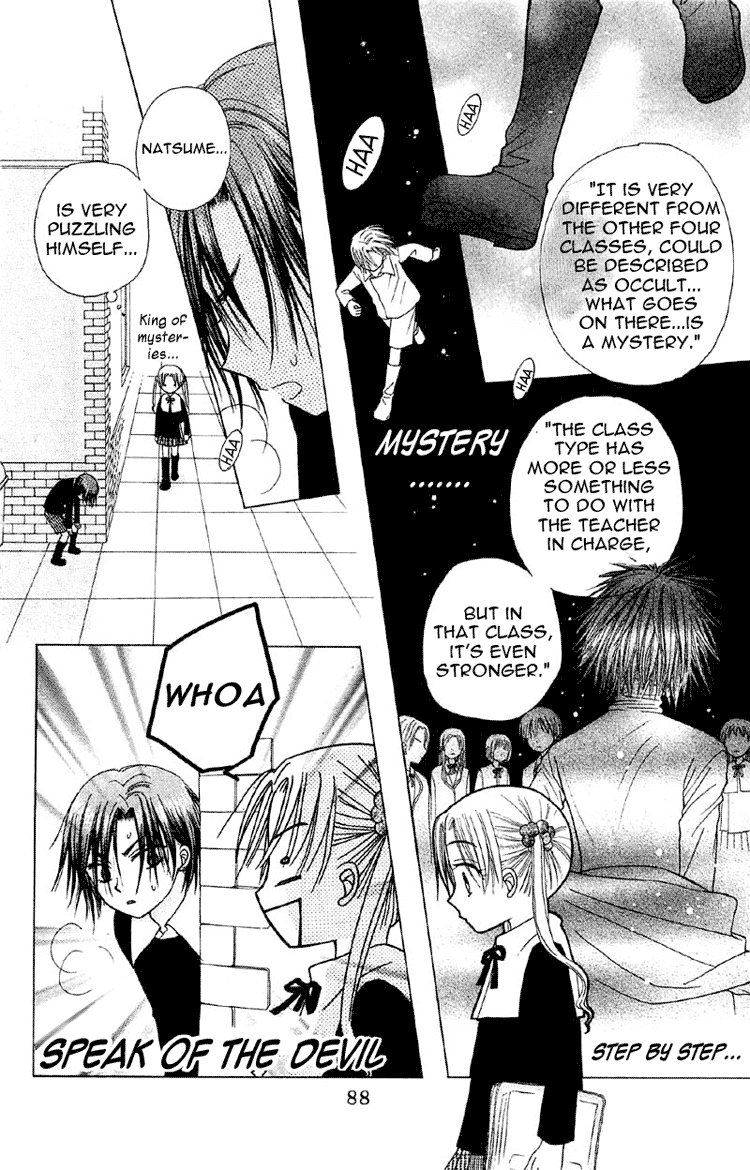 "IT IS VERY
DIFFERENT FROM
THE OTHER FOUR
CLASSES, COULD
BE DESCRIBED
AS OCCULT...
WHAT GOES
ON THERE...IS
A MYSTERY."
HAA
HAA
HAA
"THE CLASS
TYPE HAS
MORE OR LESS
SOMETHING
TO DO WITH
THE TEACHER
IN CHARGE,
BUT IN
THAT CLASS,
IT'S EVEN
STRONGER."
MYSTERY
.......
STEP BY STEP...
NATSUME...
HAA
IS VERY
PUZZLING
HIMSELF...
King of
myster-
ies...
WHOA
SPEAK OF THE DEVIL
88